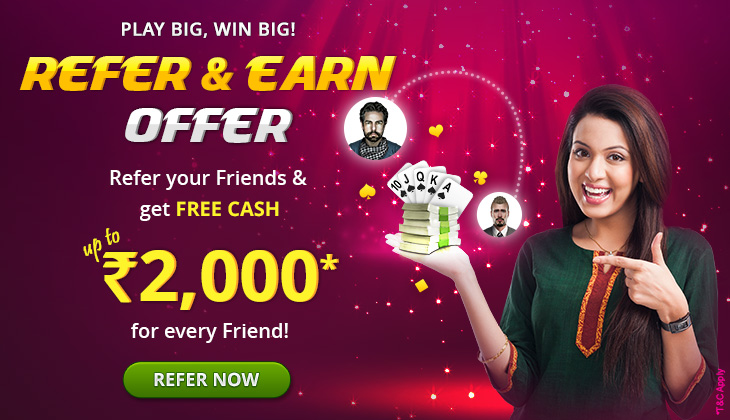 PLAY BIG, WIN BIG!
REFER & EARN
OFFER
Refer your Friends &
get FREE CASH
up to
₹2,000*
for every Friend!
REFER NOW
10 J Q K A
*T&C Apply